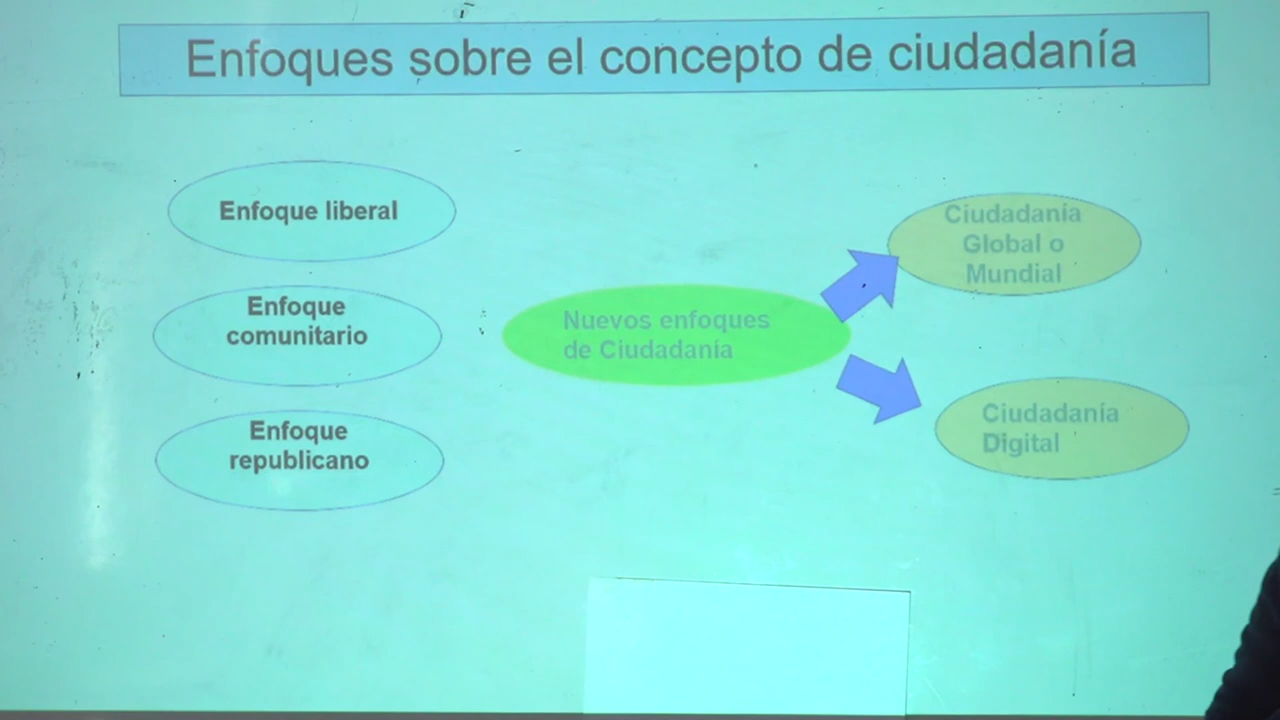 Enfoques sobre el concepto de ciudadanía
Enfoque liberal
Enfoque
comunitario
Enfoque
republicano
Nuevos enfoques
de Ciudadanía
Ciudadanía
Global o
Mundial
Ciudadanía
Digital